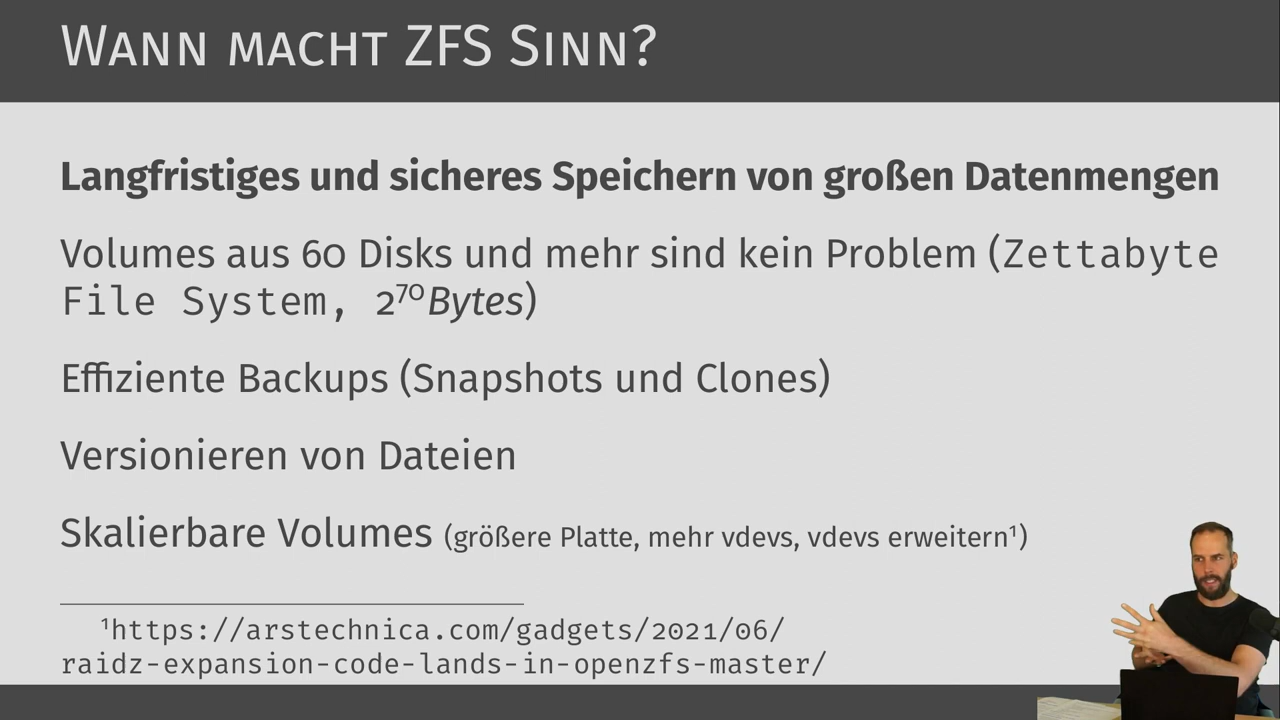 Wann macht ZFS Sinn?
Langfristiges und sicheres Speichern von großen Datenmengen
Volumes aus 60 Disks und mehr sind kein Problem (Zettabyte
File System, 2⁷⁰Bytes)
Effiziente Backups (Snapshots und Clones)
Versionieren von Dateien
Skalierbare Volumes (größere Platte, mehr vdevs, vdevs erweitern¹)
¹https://arstechnica.com/gadgets/2021/06/
raidz-expansion-code-lands-in-openzfs-master/